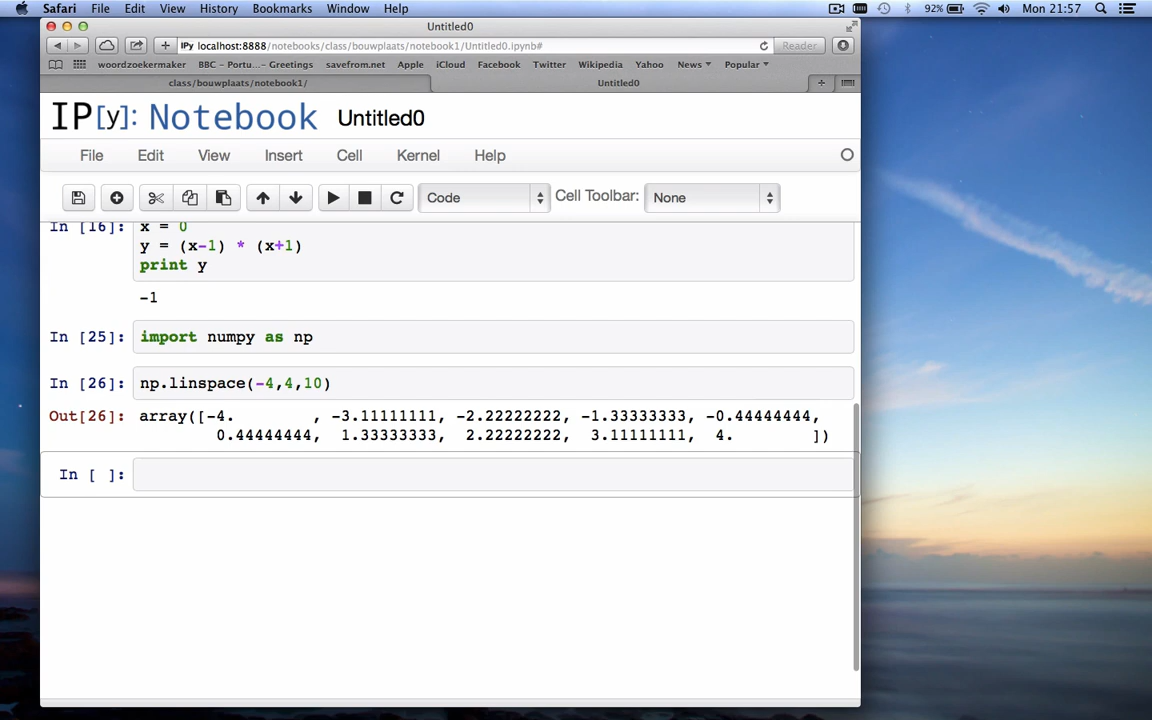 Safari File Edit View History Bookmarks Window Help 92% Mon 21:57
Untitled0
IPy localhost:8888/notebooks/class/bouwplaats/notebook1/Untitled0.ipynb# Reader
woordzoekermaker BBC – Portu...– Greetings savefrom.net Apple iCloud Facebook Twitter Wikipedia Yahoo News Popular
class/bouwplaats/notebook1/ Untitled0
IP[y]: Notebook Untitled0
File Edit View Insert Cell Kernel Help
Code Cell Toolbar: None
In [16]: x = 0
y = (x-1) * (x+1)
print y
-1
In [25]: import numpy as np
In [26]: np.linspace(-4,4,10)
Out[26]: array([-4.        , -3.11111111, -2.22222222, -1.33333333, -0.44444444,
0.44444444,  1.33333333,  2.22222222,  3.11111111,  4.        ])
In [ ]: